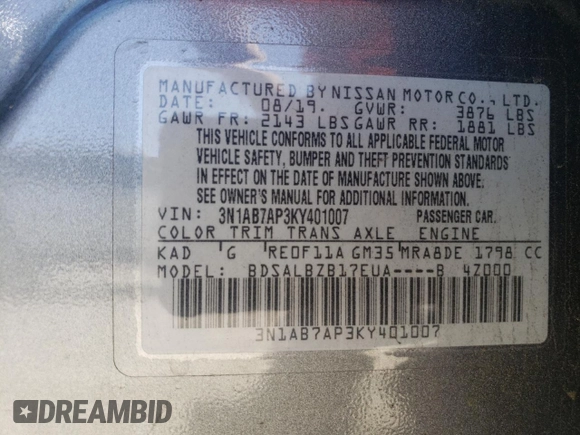 MANUFACTURED BY NISSAN MOTOR CO., LTD.
DATE: 08/19. GVWR: 3876 LBS
GAWR FR: 2143 LBS GAWR RR: 1881 LBS
THIS VEHICLE CONFORMS TO ALL APPLICABLE FEDERAL MOTOR
VEHICLE SAFETY, BUMPER AND THEFT PREVENTION STANDARDS
IN EFFECT ON THE DATE OF MANUFACTURE SHOWN ABOVE.
SEE OWNER'S MANUAL FOR ADDITIONAL INFORMATION.
VIN: 3N1AB7AP3KY401007 PASSENGER CAR.
COLOR TRIM TRANS AXLE ENGINE
KAD G RE0F11A GM35 MRA8DE 1798 CC
MODEL: BDSALBZB17EUA----B 47000
3N1AB7AP3KY401007
DREAMBID